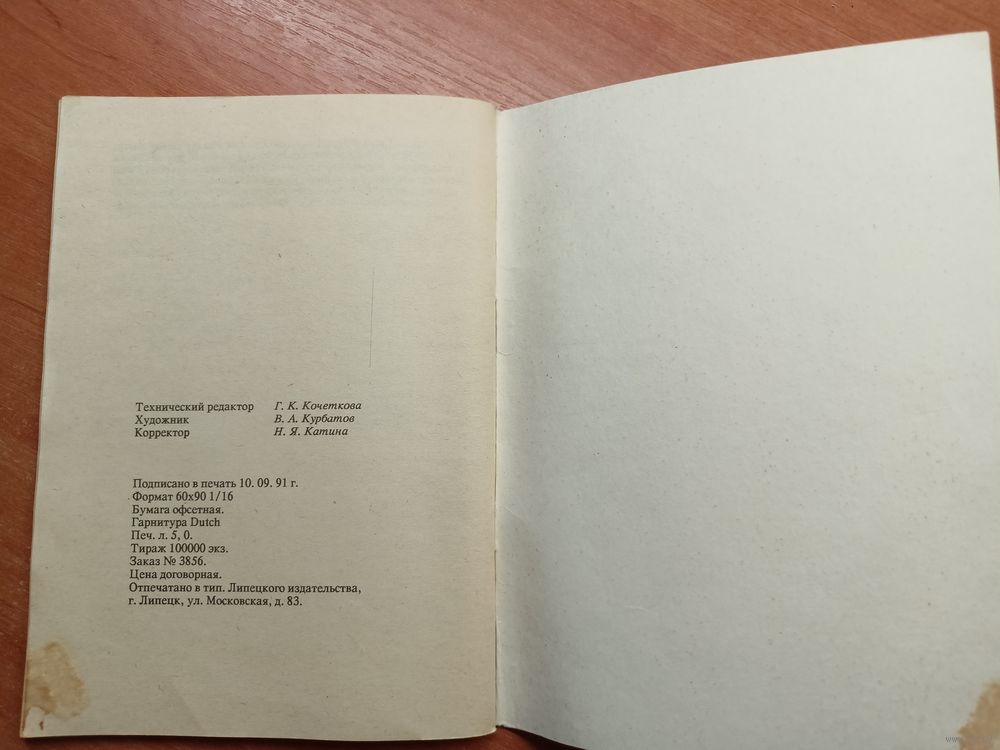 Технический редактор Г. К. Кочеткова
Художник В. А. Курбатов
Корректор Н. Я. Катина
Подписано в печать 10. 09. 91 г.
Формат 60х90 1/16
Бумага офсетная.
Гарнитура Dutch
Печ. л. 5, 0.
Тираж 100000 экз.
Заказ № 3856.
Цена договорная.
Отпечатано в тип. Липецкого издательства,
г. Липецк, ул. Московская, д. 83.